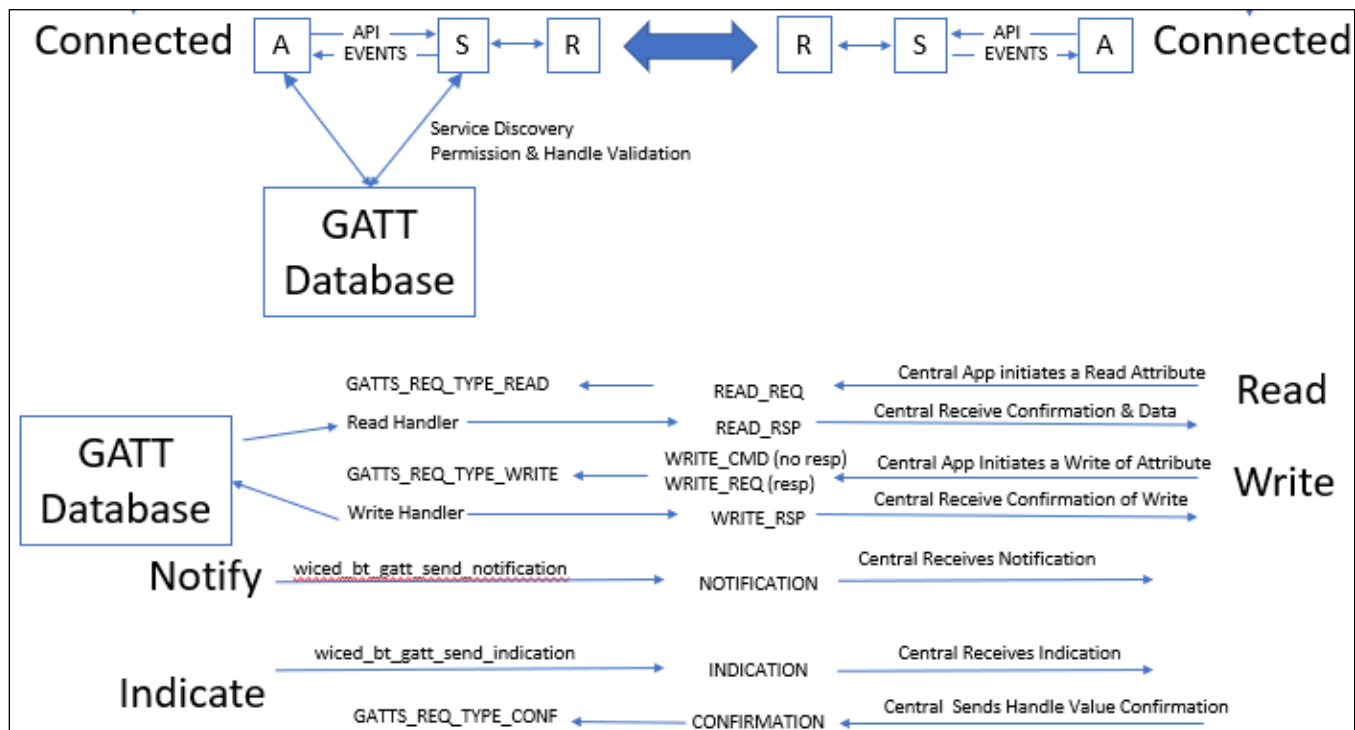 Connected
A
API
EVENTS
S
R
R
S
API
EVENTS
A
Connected
Service Discovery
Permission & Handle Validation
GATT
Database
GATTS_REQ_TYPE_READ
READ_REQ
Central App initiates a Read Attribute
Read
Read Handler
READ_RSP
Central Receive Confirmation & Data
GATT
Database
GATTS_REQ_TYPE_WRITE
WRITE_CMD (no resp)
WRITE_REQ (resp)
Central App Initiates a Write of Attribute
Write
Write Handler
WRITE_RSP
Central Receive Confirmation of Write
Notify
wiced_bt_gatt_send_notification
NOTIFICATION
Central Receives Notification
Indicate
wiced_bt_gatt_send_indication
INDICATION
Central Receives Indication
GATTS_REQ_TYPE_CONF
CONFIRMATION
Central Sends Handle Value Confirmation